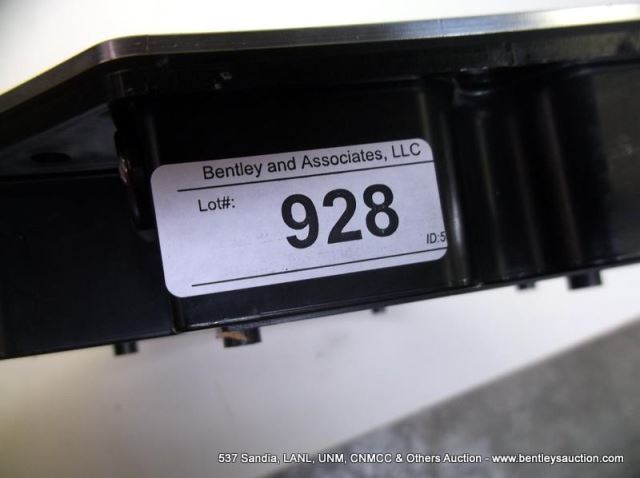 Bentley and Associates, LLC
Lot#:
928
ID:5
537 Sandia, LANL, UNM, CNMCC & Others Auction - www.bentleysauction.com